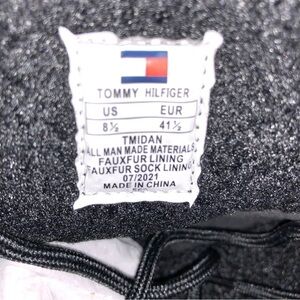 TOMMY HILFIGER
US EUR
8½ 41½
TMIDAN
ALL MAN MADE MATERIALS
FAUXFUR LINING
FAUXFUR SOCK LINING
07/2021
MADE IN CHINA